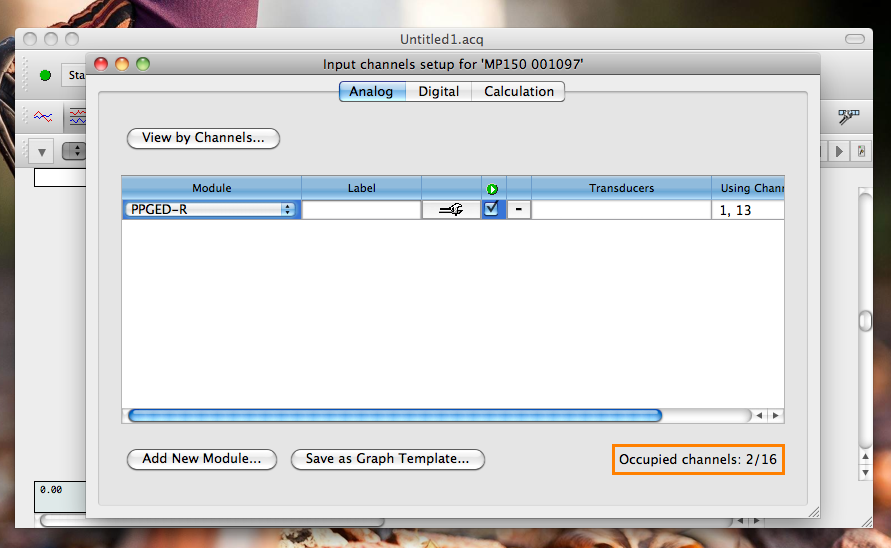 Untitled1.acq
Sta
Input channels setup for 'MP150 001097'
Analog Digital Calculation
View by Channels...
Module Label Transducers Using Chan
PPGED-R - 1, 13
Add New Module... Save as Graph Template... Occupied channels: 2/16
0.00